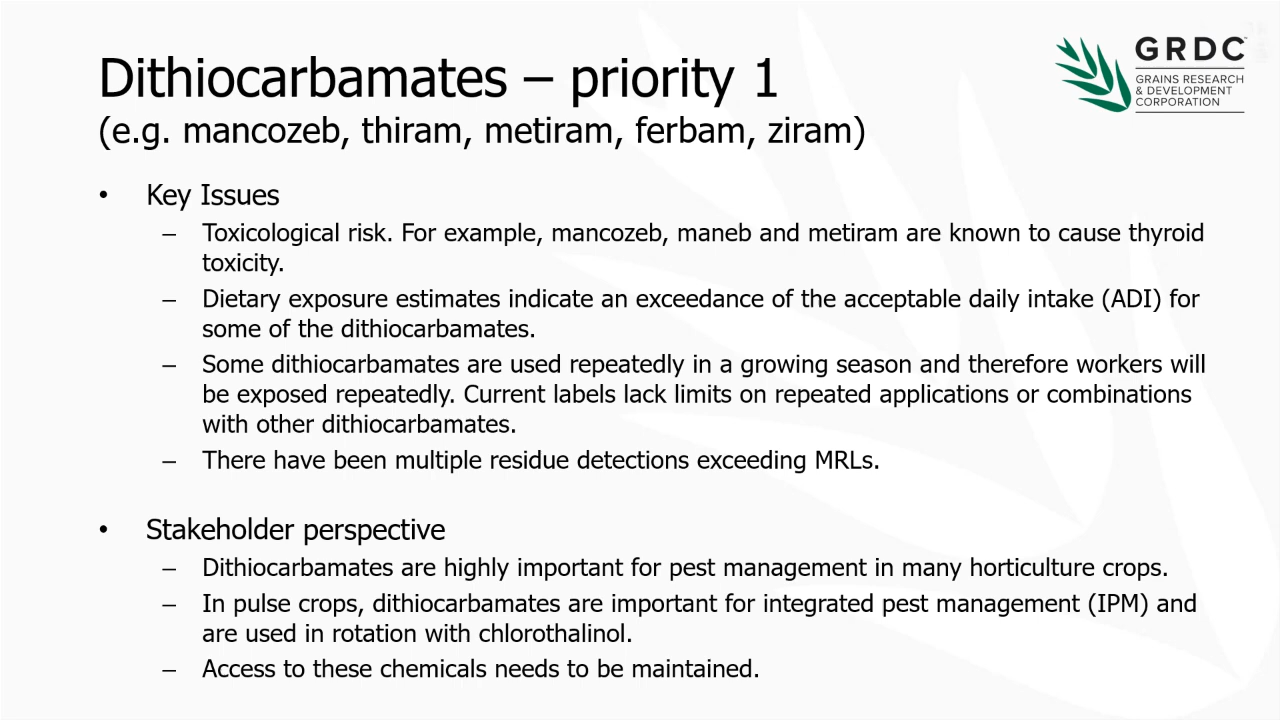 Dithiocarbamates – priority 1
(e.g. mancozeb, thiram, metiram, ferbam, ziram)
GRDC™
GRAINS RESEARCH
& DEVELOPMENT
CORPORATION
• Key Issues
– Toxicological risk. For example, mancozeb, maneb and metiram are known to cause thyroid
toxicity.
– Dietary exposure estimates indicate an exceedance of the acceptable daily intake (ADI) for
some of the dithiocarbamates.
– Some dithiocarbamates are used repeatedly in a growing season and therefore workers will
be exposed repeatedly. Current labels lack limits on repeated applications or combinations
with other dithiocarbamates.
– There have been multiple residue detections exceeding MRLs.
• Stakeholder perspective
– Dithiocarbamates are highly important for pest management in many horticulture crops.
– In pulse crops, dithiocarbamates are important for integrated pest management (IPM) and
are used in rotation with chlorothalinol.
– Access to these chemicals needs to be maintained.